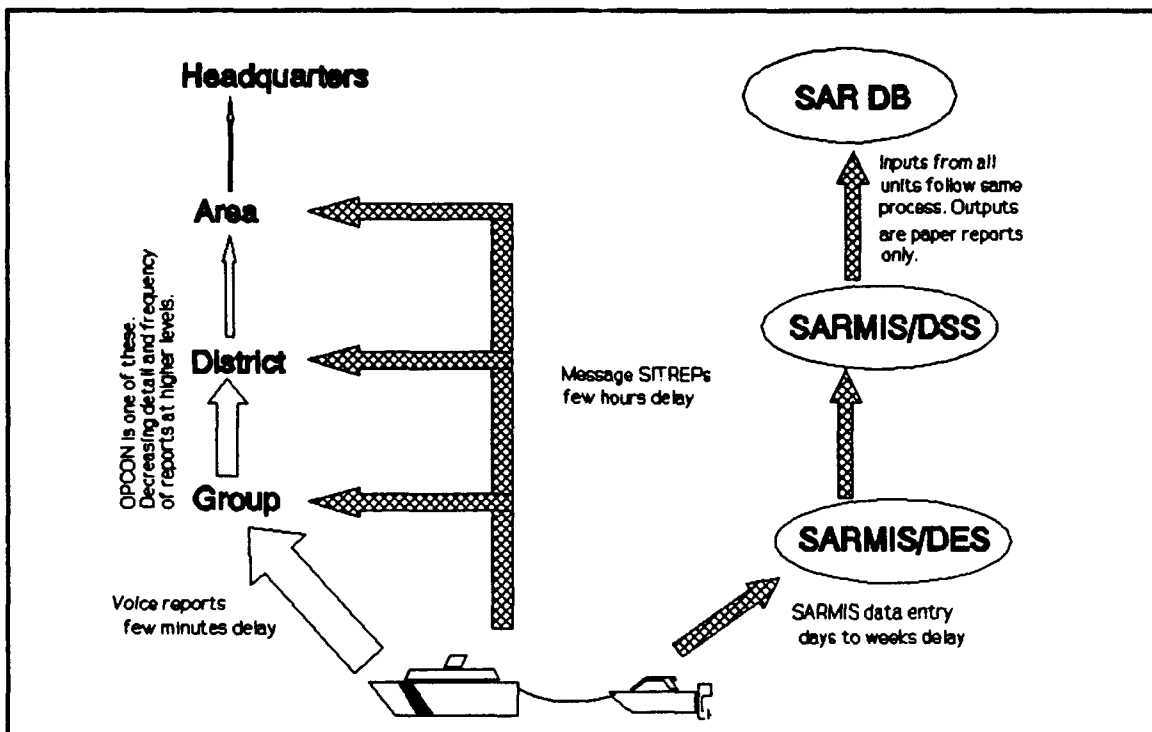 Headquarters
Area
District
Group
OPCON is one of these.
Decreasing detail and frequency
of reports at higher levels.
Voice reports
few minutes delay
Message SITREPs
few hours delay
SAR DB
Inputs from all
units follow same
process. Outputs
are paper reports
only.
SARMIS/DSS
SARMIS/DES
SARMIS data entry
days to weeks delay